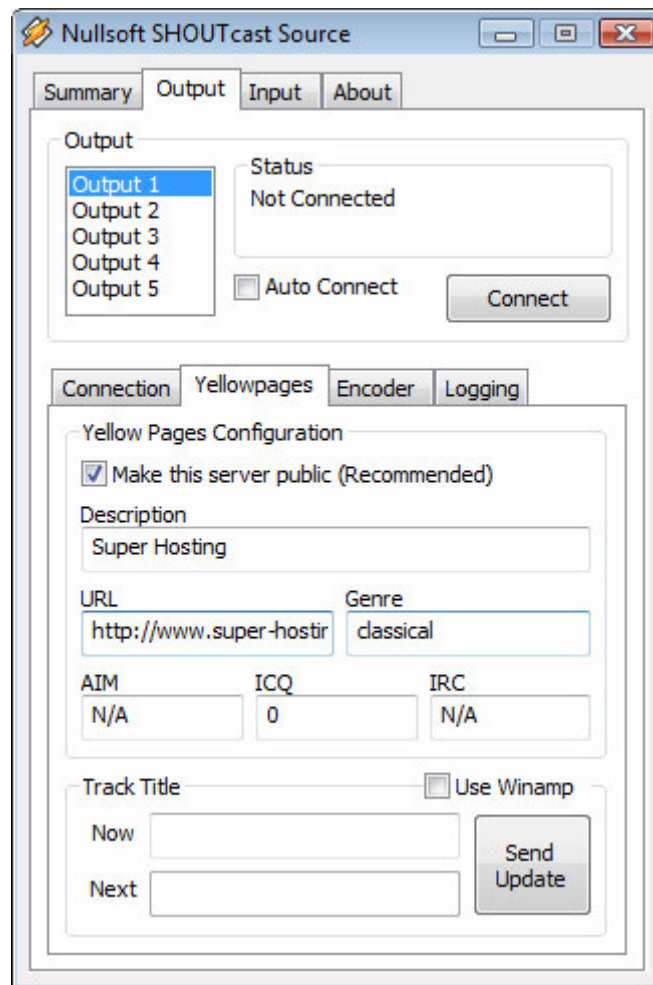 Nullsoft SHOUTcast Source
Summary Output Input About
Output
Output 1
Output 2
Output 3
Output 4
Output 5
Status
Not Connected
Auto Connect
Connect
Connection Yellowpages Encoder Logging
Yellow Pages Configuration
Make this server public (Recommended)
Description
Super Hosting
URL Genre
http://www.super-hostir classical
AIM ICQ IRC
N/A 0 N/A
Track Title Use Winamp
Now
Next
Send
Update